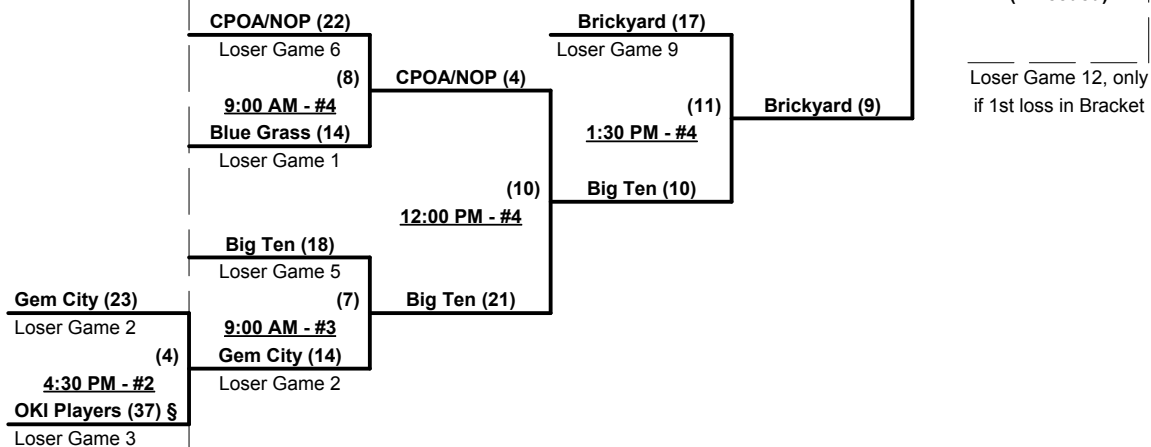 CPOA/NOP (22)
Loser Game 6
(8)
9:00 AM - #4
Blue Grass (14)
Loser Game 1
CPOA/NOP (4)
Brickyard (17)
Loser Game 9
(11)
1:30 PM - #4
Brickyard (9)
Loser Game 12, only
if 1st loss in Bracket
(10)
12:00 PM - #4
Big Ten (10)
Big Ten (18)
Loser Game 5
(7)
9:00 AM - #3
Gem City (14)
Loser Game 2
Big Ten (21)
Gem City (23)
Loser Game 2
(4)
4:30 PM - #2
OKI Players (37) §
Loser Game 3